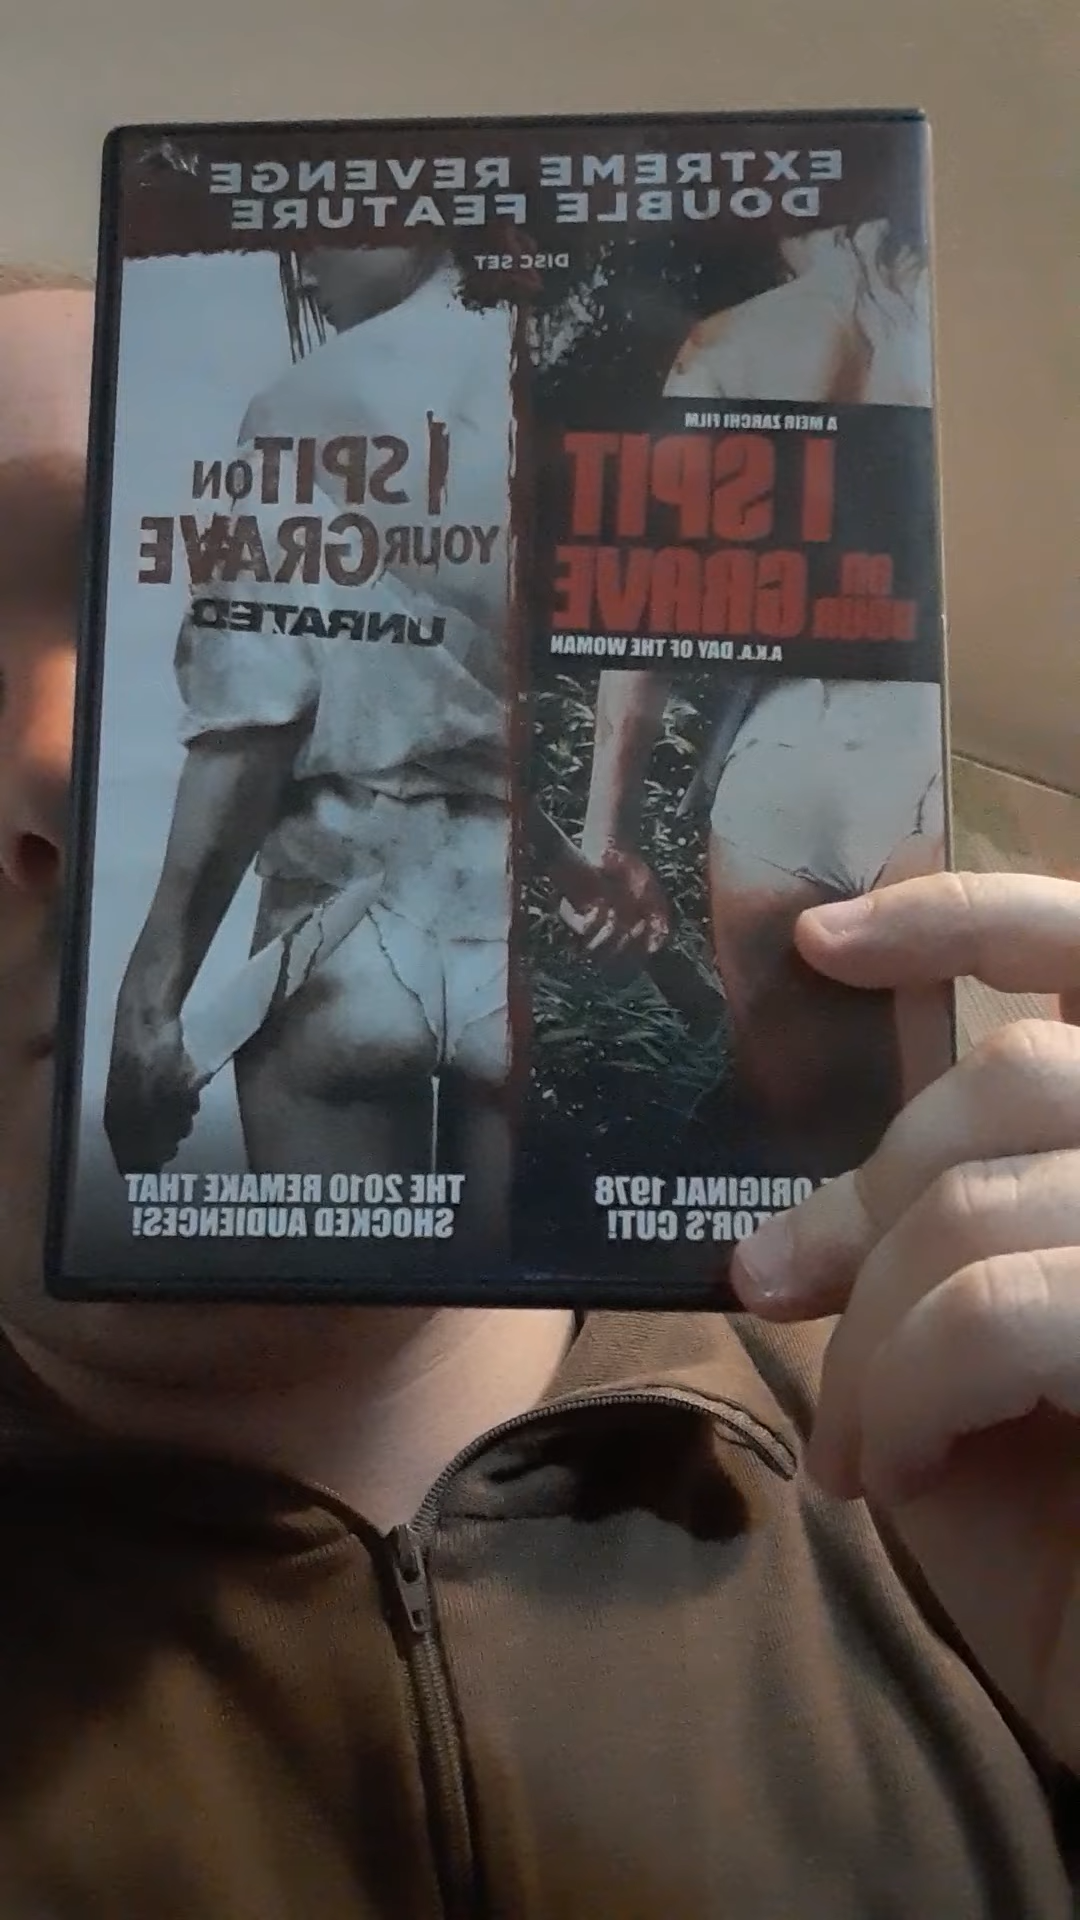 EXTREME REVENGE
DOUBLE FEATURE
DISC SET
A MEIR ZARCHI FILM
I SPIT
ON YOUR GRAVE
A.K.A. DAY OF THE WOMAN
ORIGINAL 1978
CUT!
I SPIT ON
YOUR GRAVE
UNRATED
THE 2010 REMAKE THAT
SHOCKED AUDIENCES!